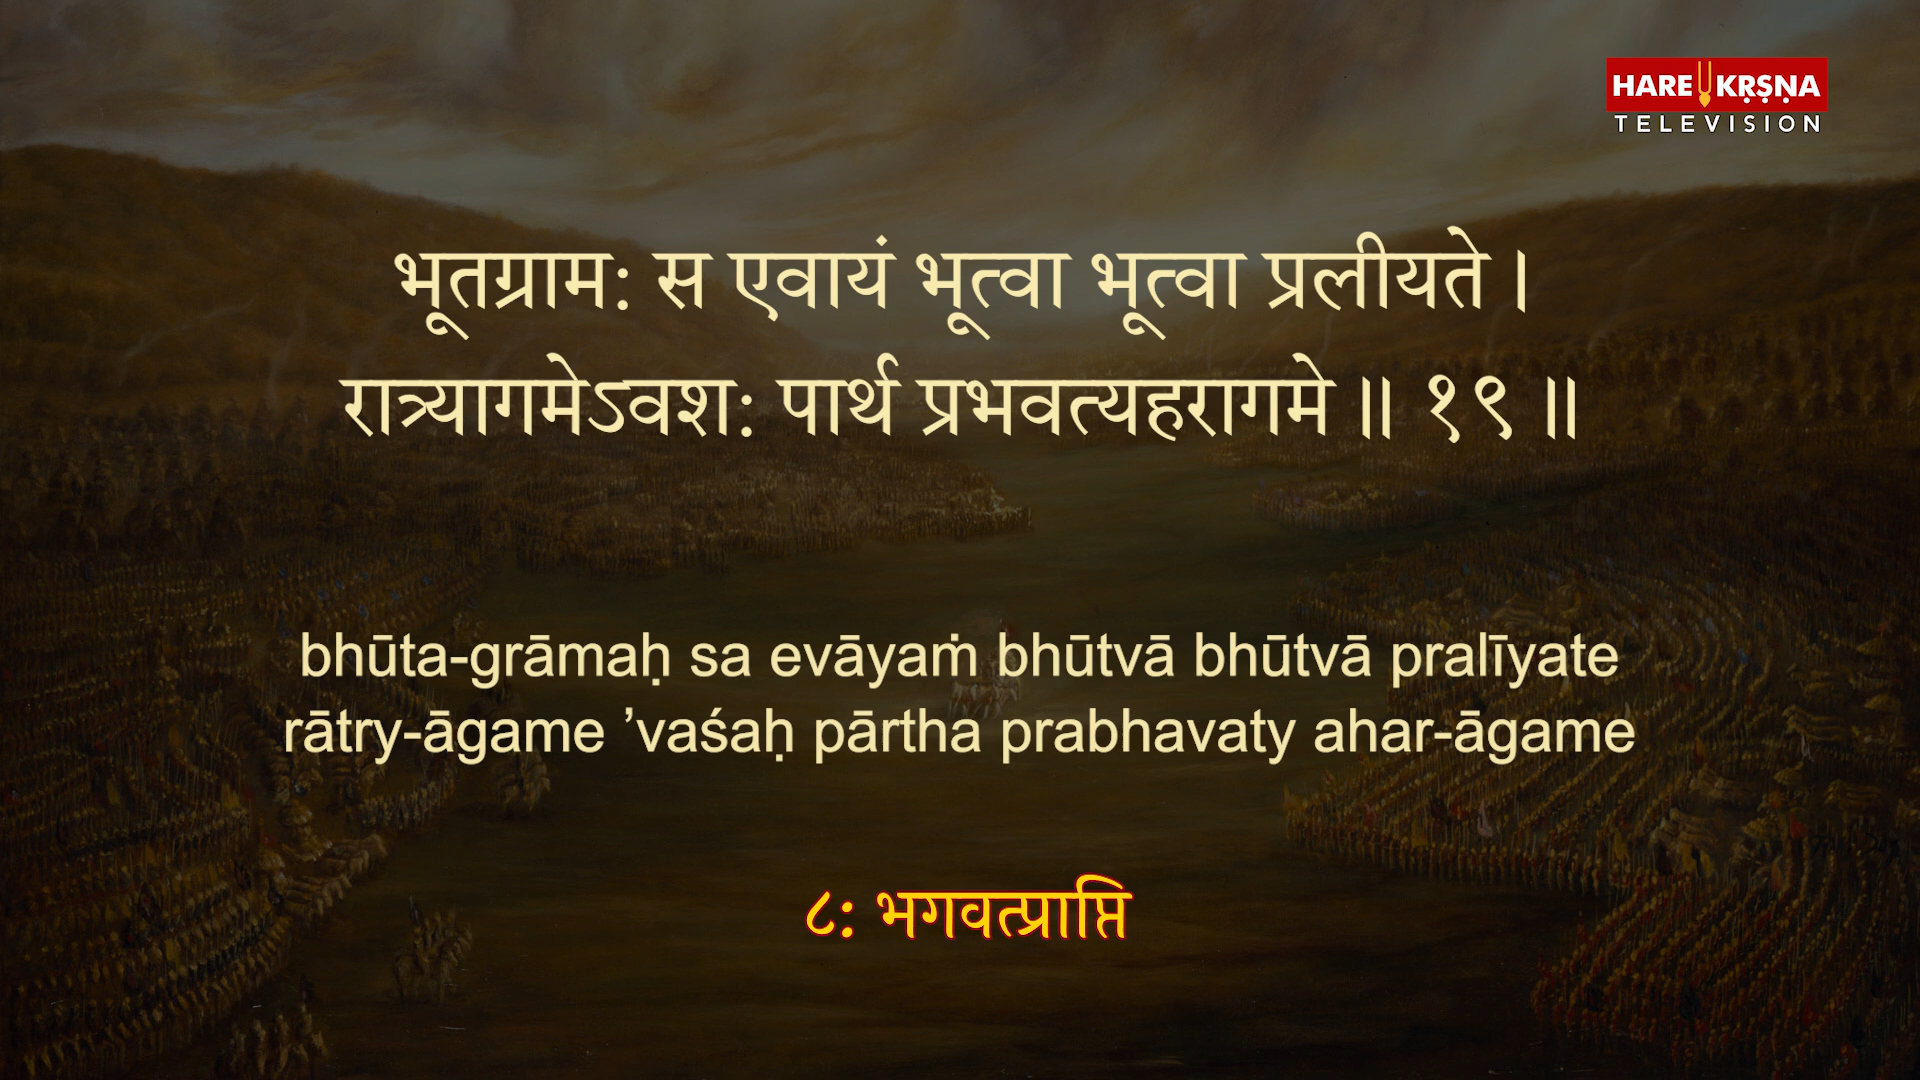 HARE KṚṢṆA
TELEVISION
भूतग्राम: स एवायं भूत्वा भूत्वा प्रलीयते ।
रात्र्यागमेऽवश: पार्थ प्रभवत्यहरागमे ॥ १९ ॥
bhūta-grāmaḥ sa evāyaṁ bhūtvā bhūtvā pralīyate
rātry-āgame ’vaśaḥ pārtha prabhavaty ahar-āgame
८: भगवत्प्राप्ति